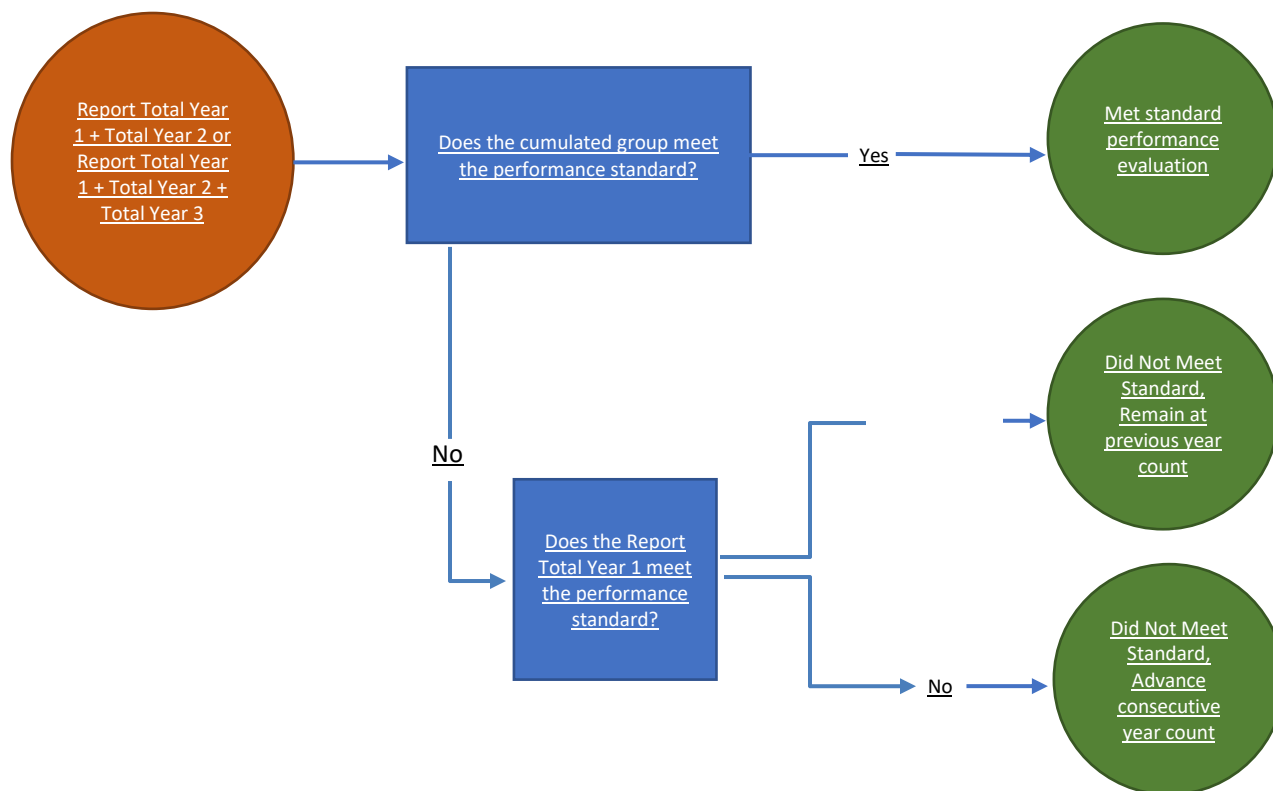 Report Total Year
1 + Total Year 2 or
Report Total Year
1 + Total Year 2 +
Total Year 3
Does the cumulated group meet
the performance standard?
Yes
Met standard
performance
evaluation
No
Did Not Meet
Standard,
Remain at
previous year
count
Does the Report
Total Year 1 meet
the performance
standard?
No
Did Not Meet
Standard,
Advance
consecutive
year count